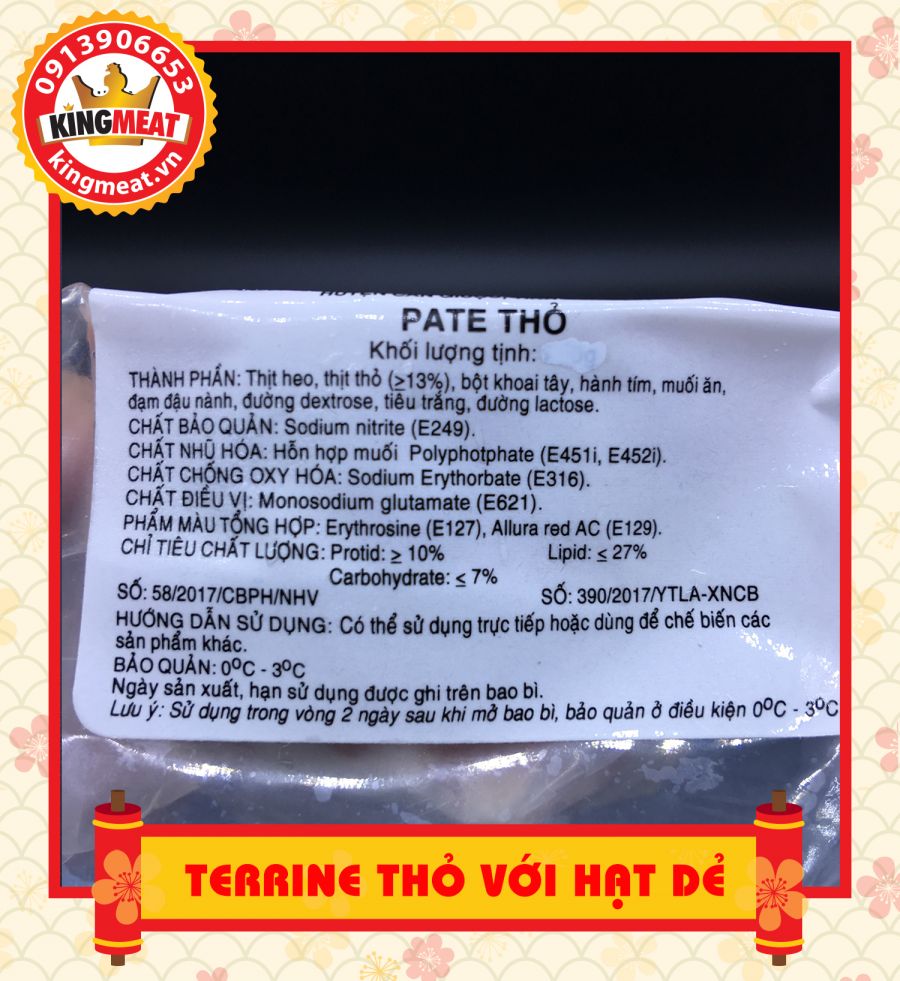 0913906653
KINGMEAT
kingmeat.vn
PATE THỎ
Khối lượng tịnh:
THÀNH PHẦN: Thịt heo, thịt thỏ (≥13%), bột khoai tây, hành tím, muối ăn,
đạm đậu nành, đường dextrose, tiêu trắng, đường lactose.
CHẤT BẢO QUẢN: Sodium nitrite (E249).
CHẤT NHŨ HÓA: Hỗn hợp muối Polyphotphate (E451i, E452i).
CHẤT CHỐNG OXY HÓA: Sodium Erythorbate (E316).
CHẤT ĐIỀU VỊ: Monosodium glutamate (E621).
PHẨM MÀU TỔNG HỢP: Erythrosine (E127), Allura red AC (E129).
CHỈ TIÊU CHẤT LƯỢNG: Protid: ≥ 10% Lipid: ≤ 27%
Carbohydrate: ≤ 7%
SỐ: 58/2017/CBPH/NHV SỐ: 390/2017/YTLA-XNCB
HƯỚNG DẪN SỬ DỤNG: Có thể sử dụng trực tiếp hoặc dùng để chế biến các
sản phẩm khác.
BẢO QUẢN: 0ºC - 3ºC
Ngày sản xuất, hạn sử dụng được ghi trên bao bì.
Lưu ý: Sử dụng trong vòng 2 ngày sau khi mở bao bì, bảo quản ở điều kiện 0ºC - 3ºC
TERRINE THỎ VỚI HẠT DẺ